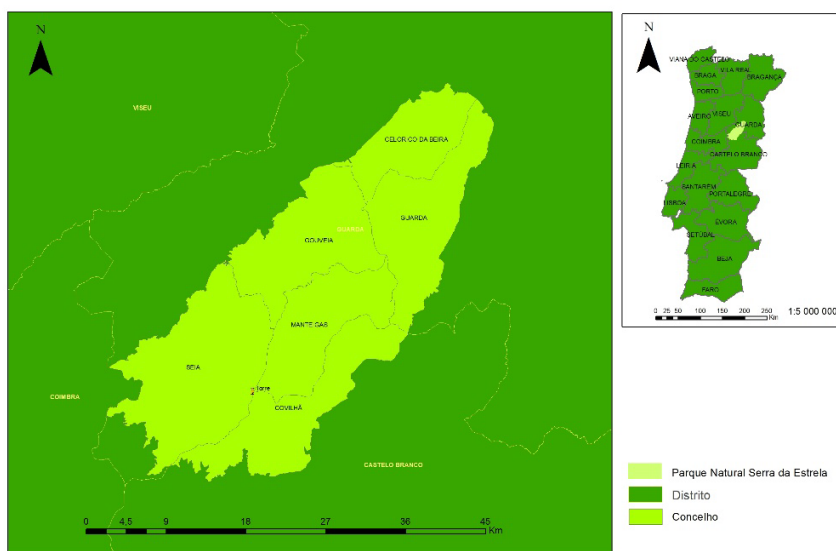 N
VISEU
CELORICO DA BEIRA
GUARDA
GUARDA
GOUVEIA
MANTEGAS
SEIA
Torre
COVILHÃ
COIMBRA
CASTELO BRANCO
0 4,5 9 18 27 36 45
Km
N
VIANA DO CASTELO
VILA REAL
BRAGA
BRAGANÇA
PORTO
AVEIRO
VISEU
GUARDA
COIMBRA
CASTELO BRANCO
LEIRIA
SANTARÉM
PORTALEGRE
LISBOA
ÉVORA
SETÚBAL
BEJA
FARO
0 25 50 100 150 200 250
Km
1:5 000 000
Parque Natural Serra da Estrela
Distrito
Concelho